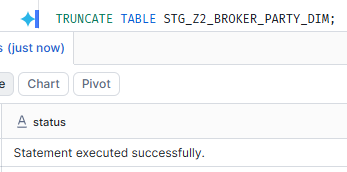 TRUNCATE TABLE STG_Z2_BROKER_PARTY_DIM;
s (just now)
e Chart Pivot
A status
Statement executed successfully.